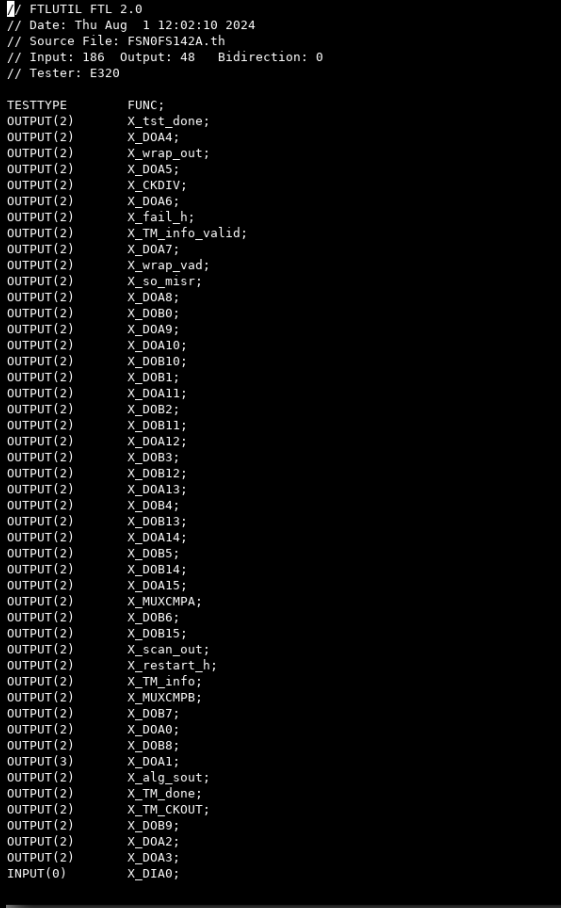 // FTLUTIL FTL 2.0
// Date: Thu Aug  1 12:02:10 2024
// Source File: FSN0FS142A.th
// Input: 186  Output: 48   Bidirection: 0
// Tester: E320

TESTTYPE        FUNC;
OUTPUT(2)       X_tst_done;
OUTPUT(2)       X_DOA4;
OUTPUT(2)       X_wrap_out;
OUTPUT(2)       X_DOA5;
OUTPUT(2)       X_CKDIV;
OUTPUT(2)       X_DOA6;
OUTPUT(2)       X_fail_h;
OUTPUT(2)       X_TM_info_valid;
OUTPUT(2)       X_DOA7;
OUTPUT(2)       X_wrap_vad;
OUTPUT(2)       X_so_misr;
OUTPUT(2)       X_DOA8;
OUTPUT(2)       X_DOB0;
OUTPUT(2)       X_DOA9;
OUTPUT(2)       X_DOA10;
OUTPUT(2)       X_DOB10;
OUTPUT(2)       X_DOB1;
OUTPUT(2)       X_DOA11;
OUTPUT(2)       X_DOB2;
OUTPUT(2)       X_DOB11;
OUTPUT(2)       X_DOA12;
OUTPUT(2)       X_DOB3;
OUTPUT(2)       X_DOB12;
OUTPUT(2)       X_DOA13;
OUTPUT(2)       X_DOB4;
OUTPUT(2)       X_DOB13;
OUTPUT(2)       X_DOA14;
OUTPUT(2)       X_DOB5;
OUTPUT(2)       X_DOB14;
OUTPUT(2)       X_DOA15;
OUTPUT(2)       X_MUXCMPA;
OUTPUT(2)       X_DOB6;
OUTPUT(2)       X_DOB15;
OUTPUT(2)       X_scan_out;
OUTPUT(2)       X_restart_h;
OUTPUT(2)       X_TM_info;
OUTPUT(2)       X_MUXCMPB;
OUTPUT(2)       X_DOB7;
OUTPUT(2)       X_DOA0;
OUTPUT(2)       X_DOB8;
OUTPUT(3)       X_DOA1;
OUTPUT(2)       X_alg_sout;
OUTPUT(2)       X_TM_done;
OUTPUT(2)       X_TM_CKOUT;
OUTPUT(2)       X_DOB9;
OUTPUT(2)       X_DOA2;
OUTPUT(2)       X_DOA3;
INPUT(0)        X_DIA0;